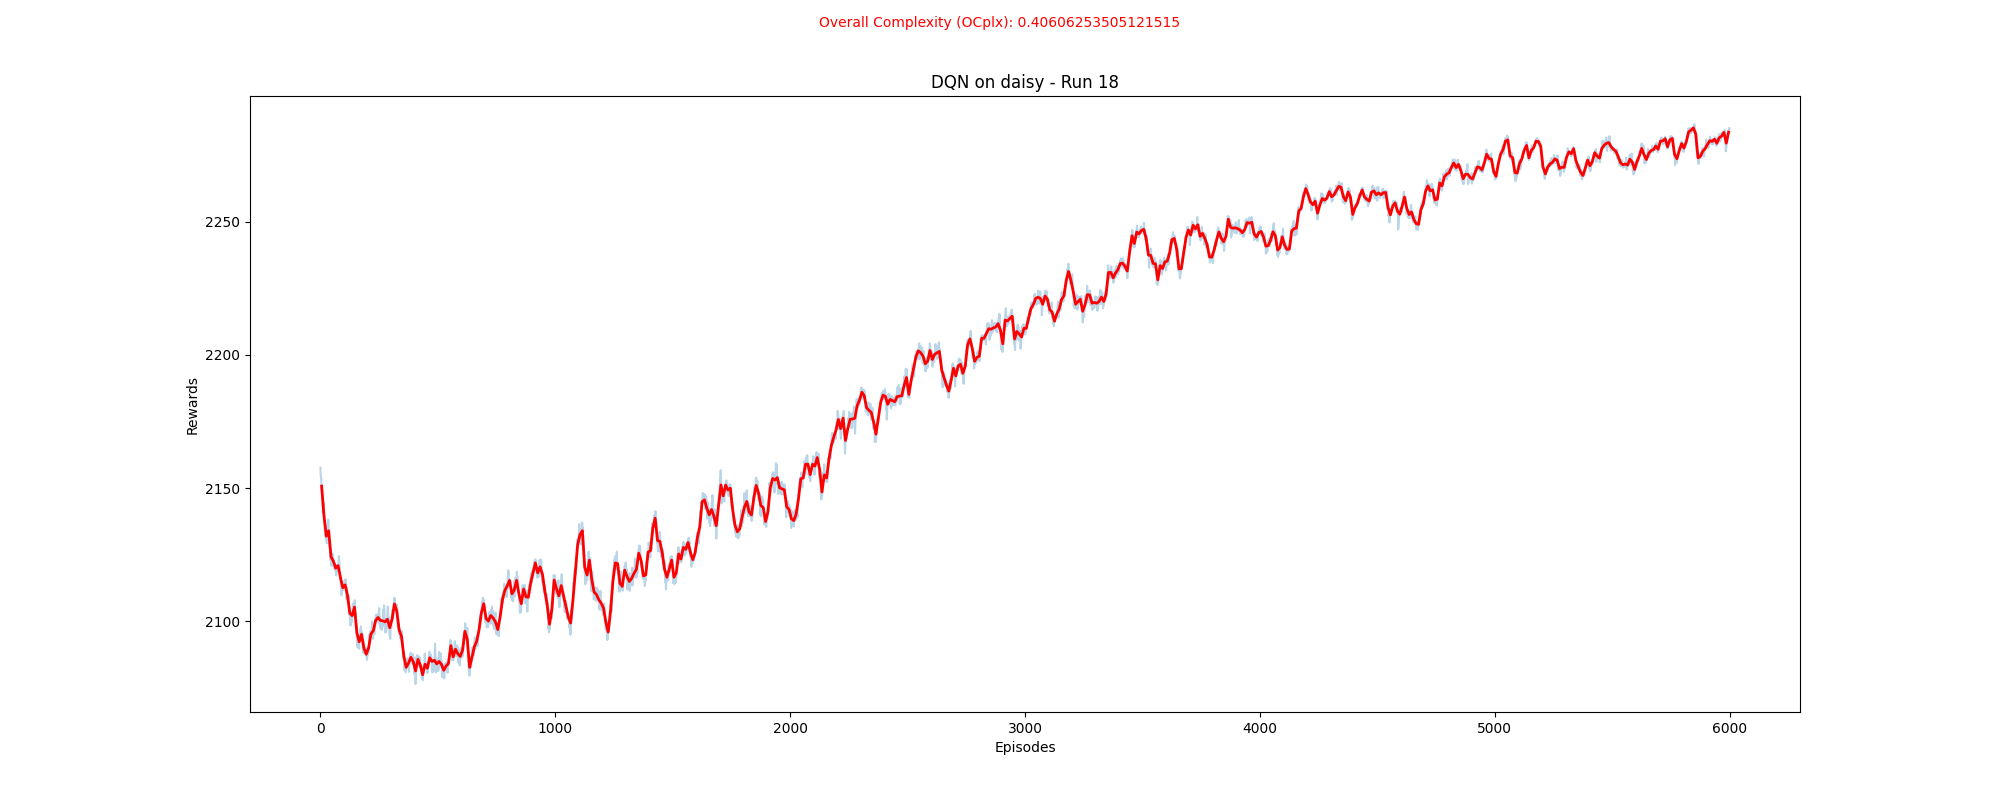 Overall Complexity (OCplx): 0.40606253505121515
DQN on daisy - Run 18
2250
2200
2150
2100
Rewards
0 1000 2000 3000 4000 5000 6000
Episodes